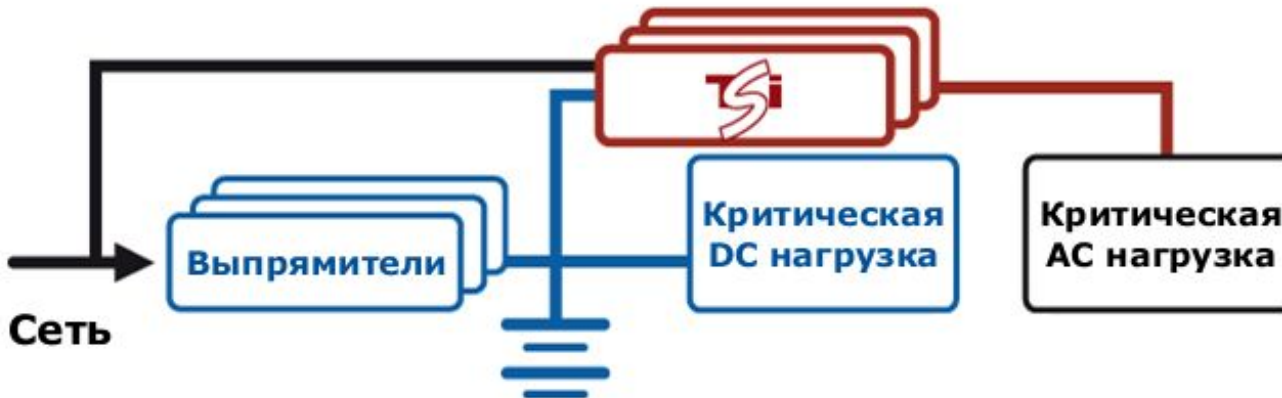 TSi
Критическая
DC нагрузка
Критическая
AC нагрузка
Выпрямители
Сеть